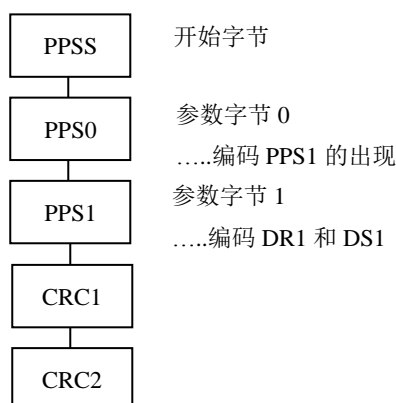 PPSS 开始字节
PPS0 参数字节 0
…..编码 PPS1 的出现
PPS1 参数字节 1
…..编码 DR1 和 DS1
CRC1
CRC2